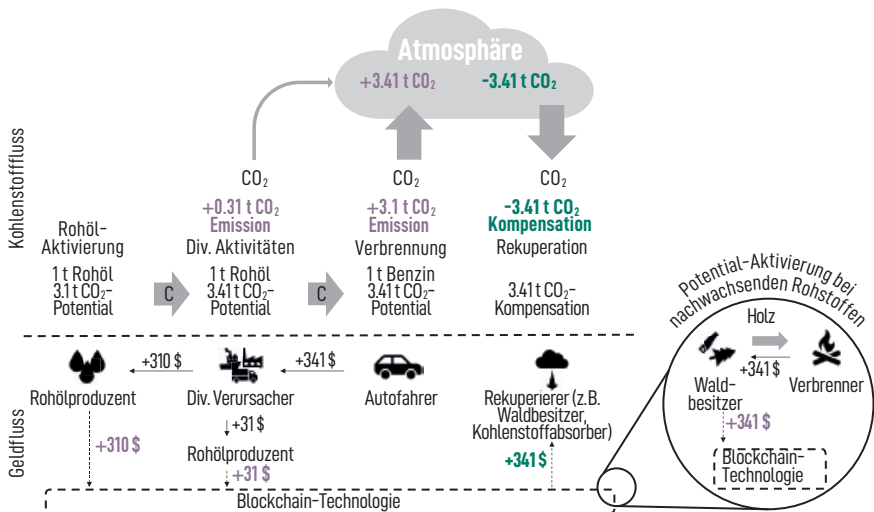 Atmosphäre
+3.41 t CO₂
-3.41 t CO₂
Kohlenstofffluss
CO₂
CO₂
CO₂
Rohöl-
Aktivierung
1 t Rohöl
3.1 t CO₂-
Potential
C
+0.31 t CO₂
Emission
Div. Aktivitäten
1 t Rohöl
3.41 t CO₂-
Potential
C
+3.1 t CO₂
Emission
Verbrennung
1 t Benzin
3.41 t CO₂-
Potential
-3.41 t CO₂
Kompensation
Rekuperation
3.41 t CO₂-
Kompensation
Geldfluss
Rohölproduzent
+310 $
+310 $
Div. Verursacher
+341 $
+31 $
Rohölproduzent
+31 $
Autofahrer
Rekuperierer (z.B.
Waldbesitzer,
Kohlenstoffabsorber)
+341 $
Blockchain-Technologie
Potential-Aktivierung bei
nachwachsenden Rohstoffen
Holz
+341 $
Wald-
besitzer
Verbrenner
+341 $
Blockchain-
Technologie